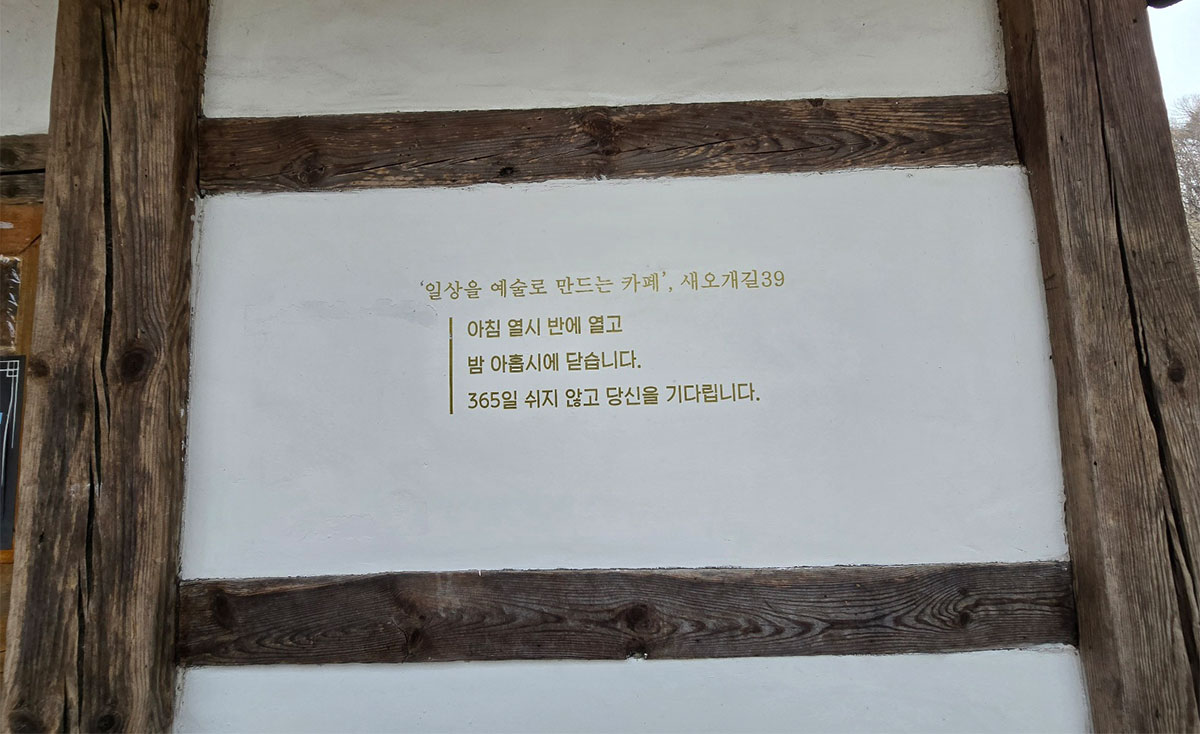 ‘일상을 예술로 만드는 카페’, 새오개길39
아침 열시 반에 열고
밤 아홉시에 닫습니다.
365일 쉬지 않고 당신을 기다립니다.